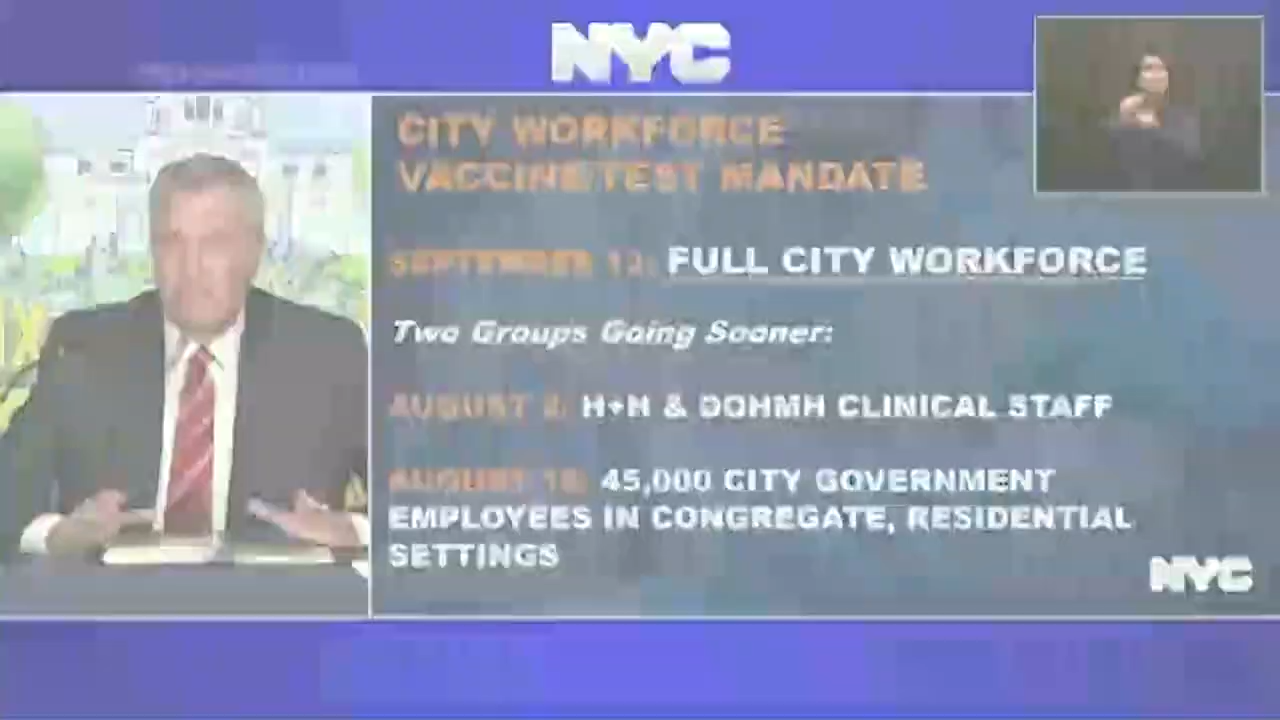 NYC
CITY WORKFORCE
VACCINE/TEST MANDATE
SEPTEMBER 13: FULL CITY WORKFORCE
Two Groups Going Sooner:
AUGUST H+H & DOHMH CLINICAL STAFF
AUGUST 16: 45,000 CITY GOVERNMENT
EMPLOYEES IN CONGREGATE, RESIDENTIAL
SETTINGS
NYC